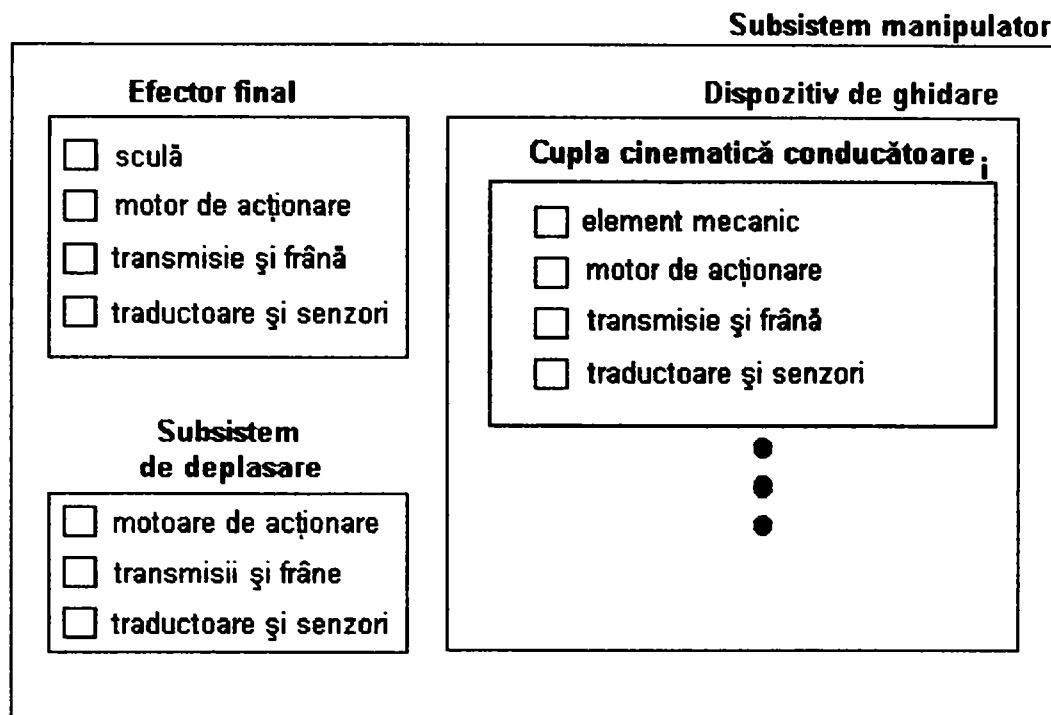 Subsistem manipulator
Efector final
sculă
motor de acționare
transmisie și frână
traductoare și senzori
Subsistem
de deplasare
motoare de acționare
transmisii și frâne
traductoare și senzori
Dispozitiv de ghidare
Cupla cinematică conducătoare i
element mecanic
motor de acționare
transmisie și frână
traductoare și senzori